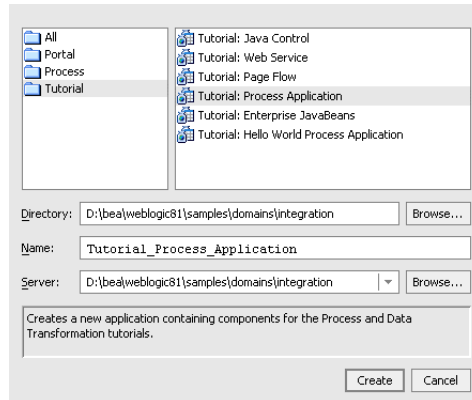 All
Portal
Process
Tutorial
Tutorial: Java Control
Tutorial: Web Service
Tutorial: Page Flow
Tutorial: Process Application
Tutorial: Enterprise JavaBeans
Tutorial: Hello World Process Application
Directory: D:\bea\weblogic81\samples\domains\integration Browse...
Name: Tutorial_Process_Application
Server: D:\bea\weblogic81\samples\domains\integration Browse...
Creates a new application containing components for the Process and Data
Transformation tutorials.
Create Cancel